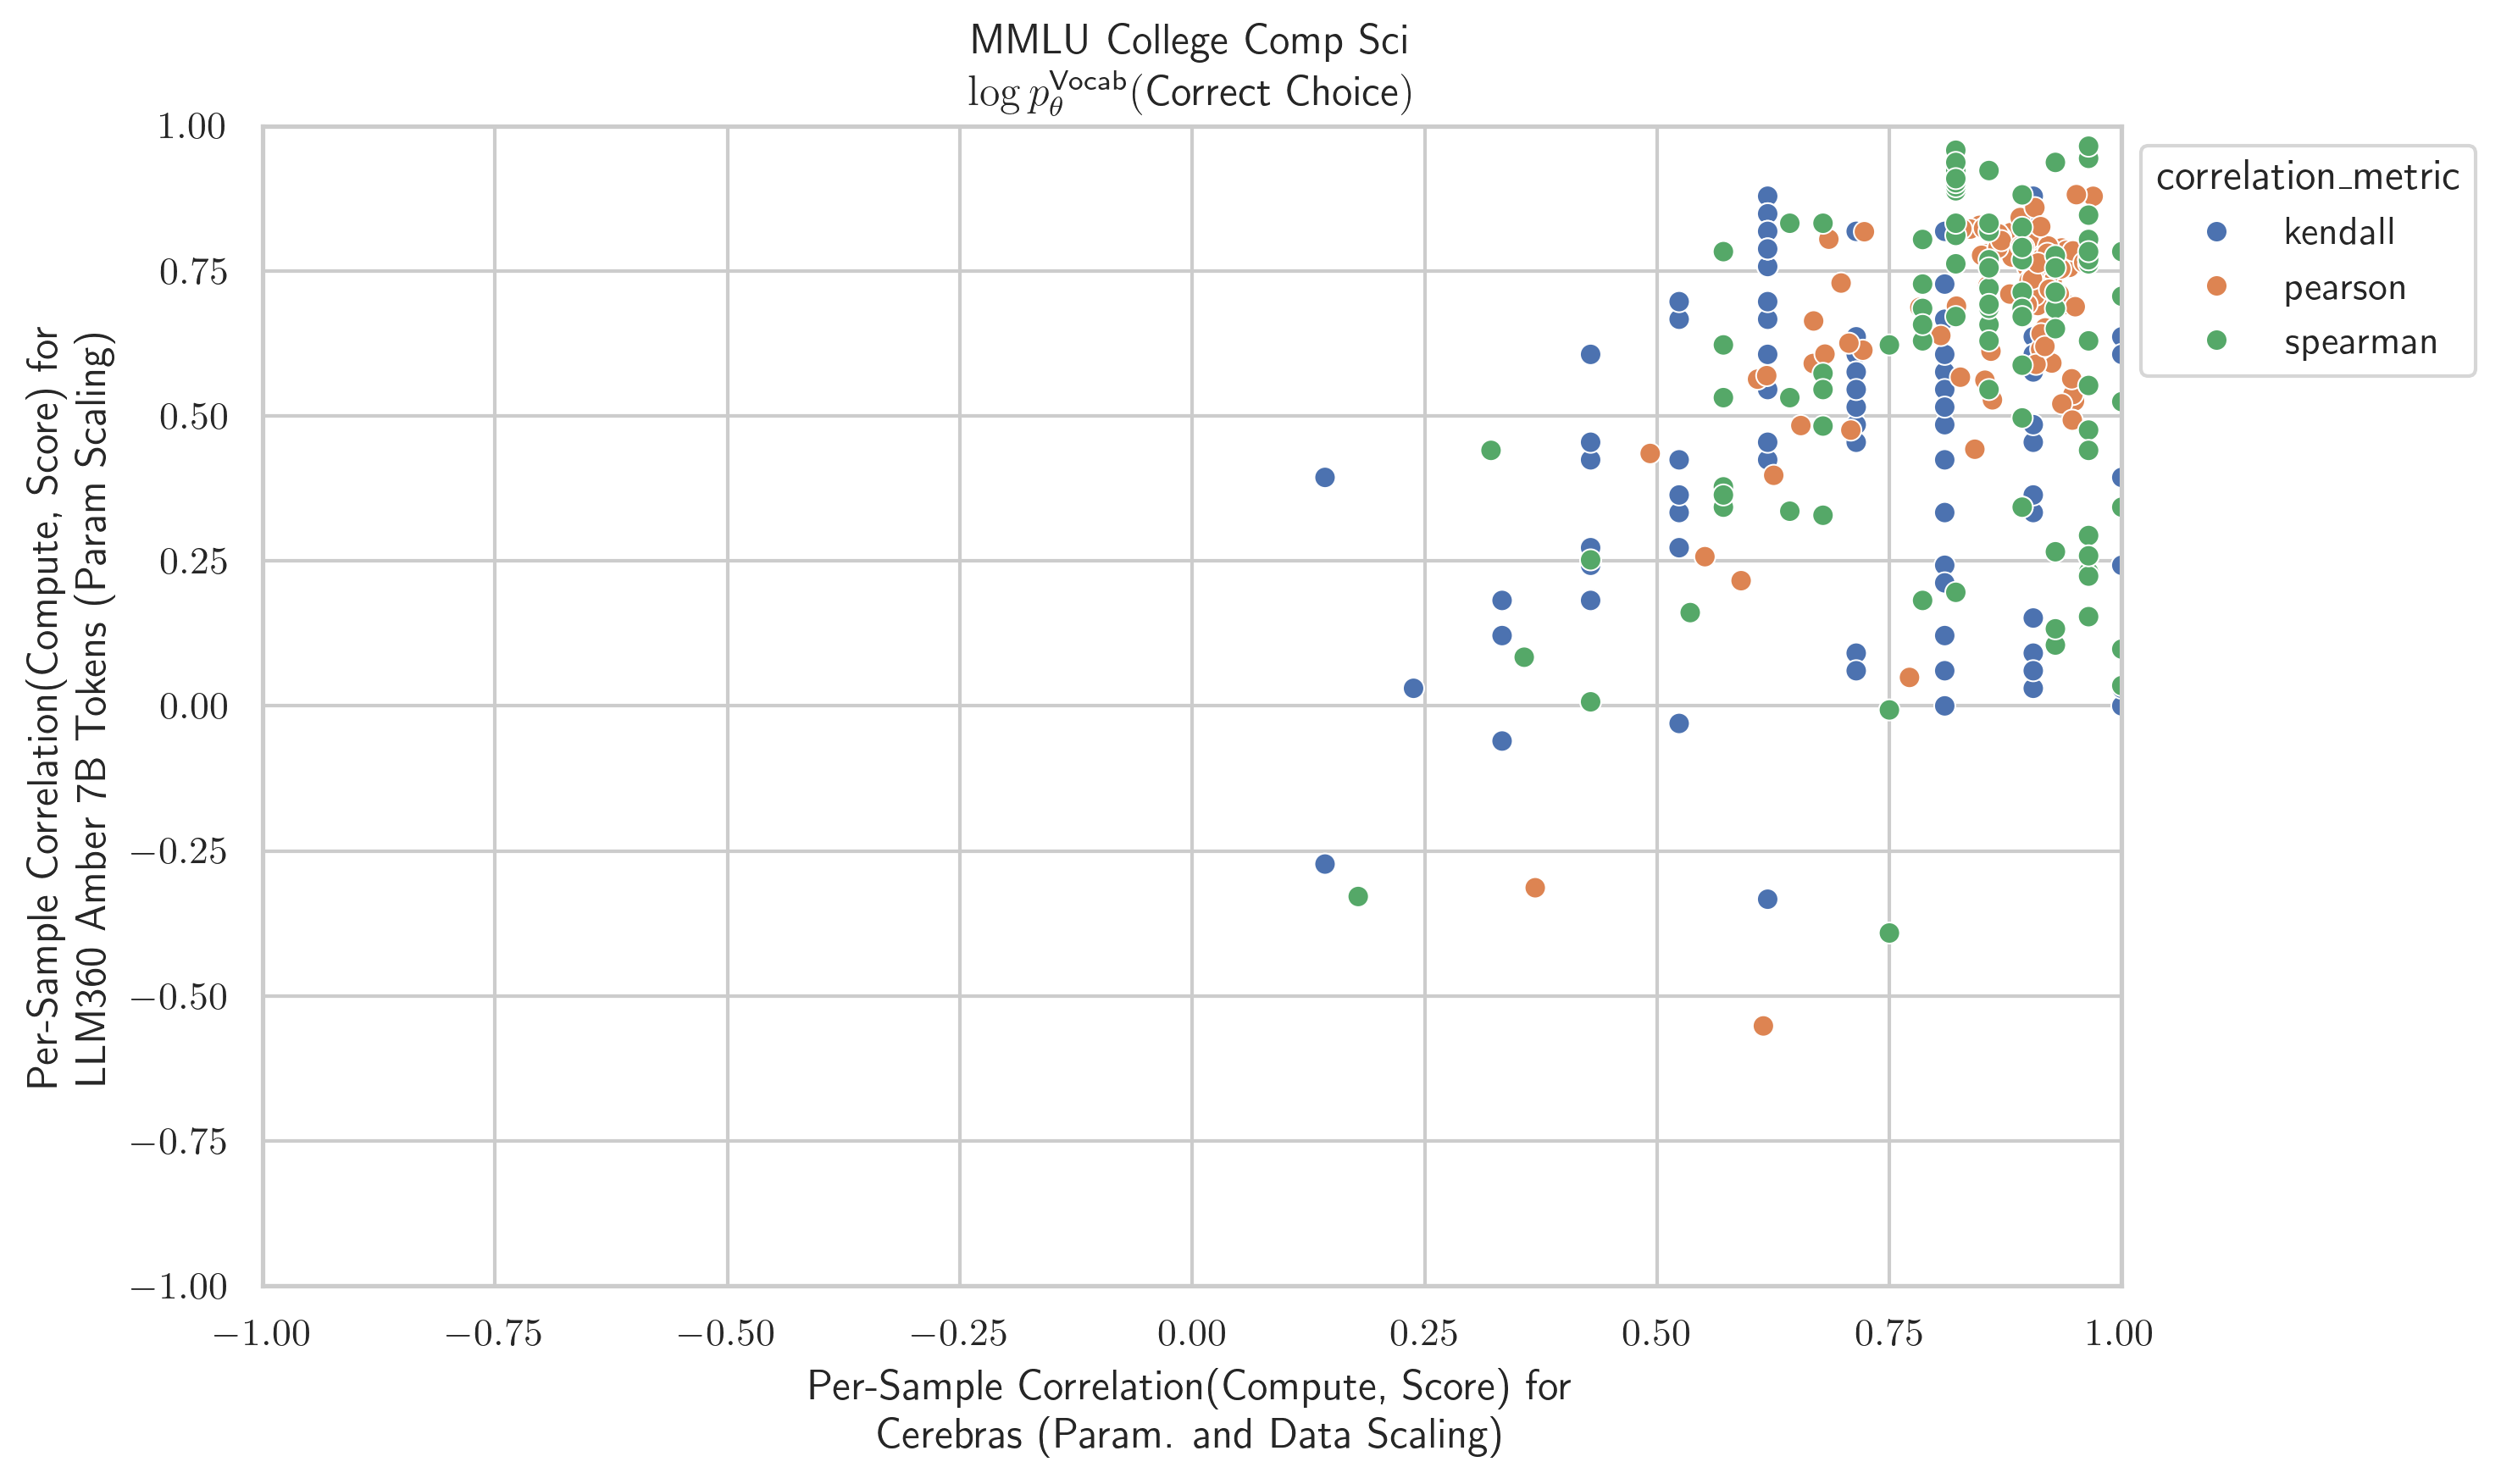 MMLU College Comp Sci
log p_θ^Vocab(Correct Choice)
1.00
0.75
0.50
0.25
0.00
−0.25
−0.50
−0.75
−1.00
Per-Sample Correlation(Compute, Score) for
LLM360 Amber 7B Tokens (Param Scaling)
−1.00 −0.75 −0.50 −0.25 0.00 0.25 0.50 0.75 1.00
Per-Sample Correlation(Compute, Score) for
Cerebras (Param. and Data Scaling)
correlation_metric
kendall
pearson
spearman